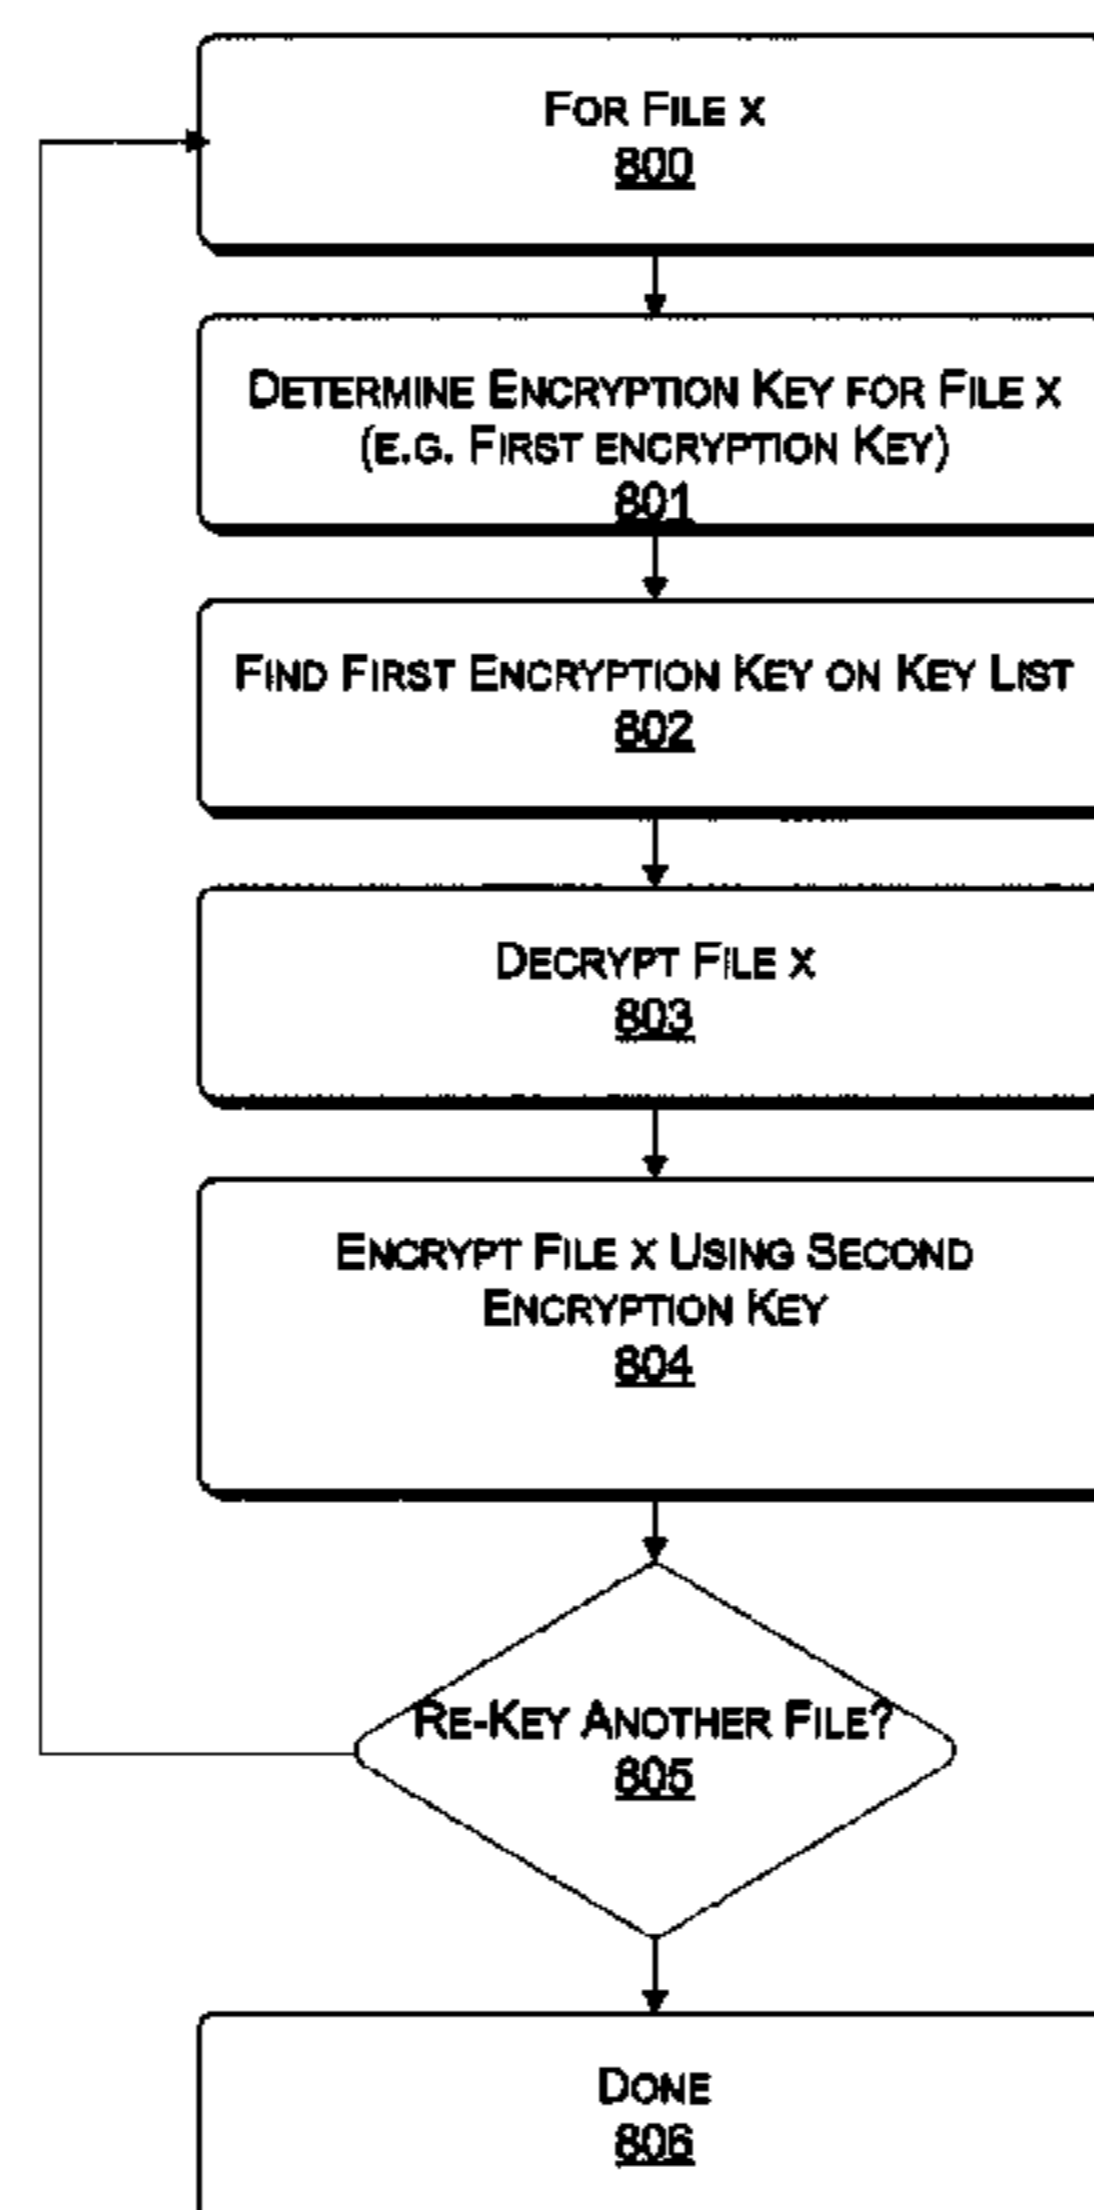 FOR FILE X
800
DETERMINE ENCRYPTION KEY FOR FILE X
(E.G. FIRST ENCRYPTION KEY)
801
FIND FIRST ENCRYPTION KEY ON KEY LIST
802
DECRYPT FILE X
803
ENCRYPT FILE X USING SECOND
ENCRYPTION KEY
804
RE-KEY ANOTHER FILE?
805
DONE
806